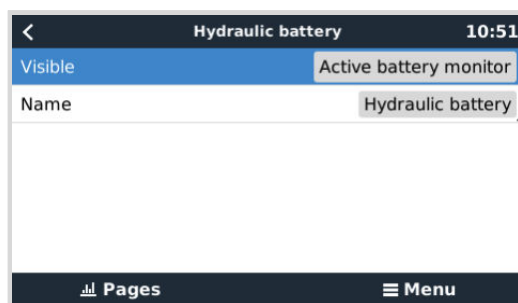 Hydraulic battery 10:51
Visible Active battery monitor
Name Hydraulic battery
Pages Menu